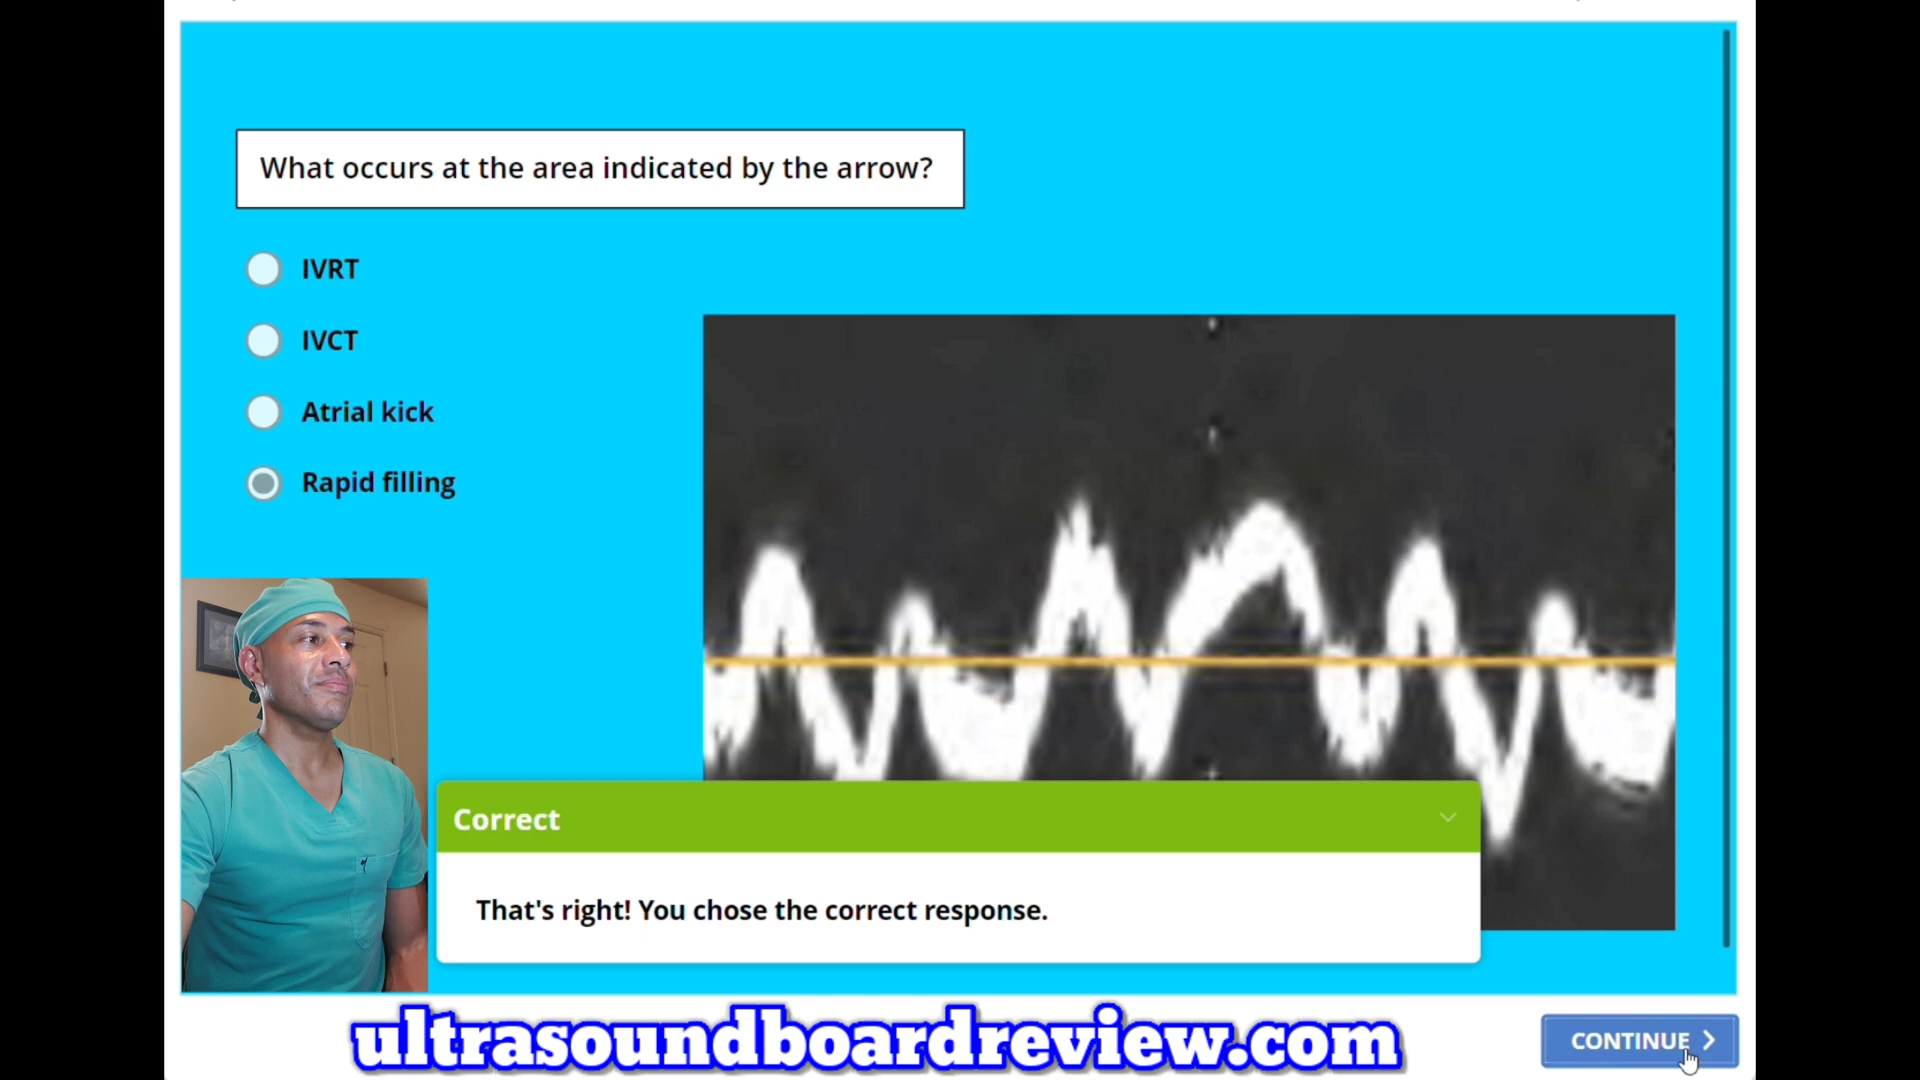 What occurs at the area indicated by the arrow?
IVRT
IVCT
Atrial kick
Rapid filling
Correct
That's right! You chose the correct response.
ultrasoundboardreview.com
CONTINUE